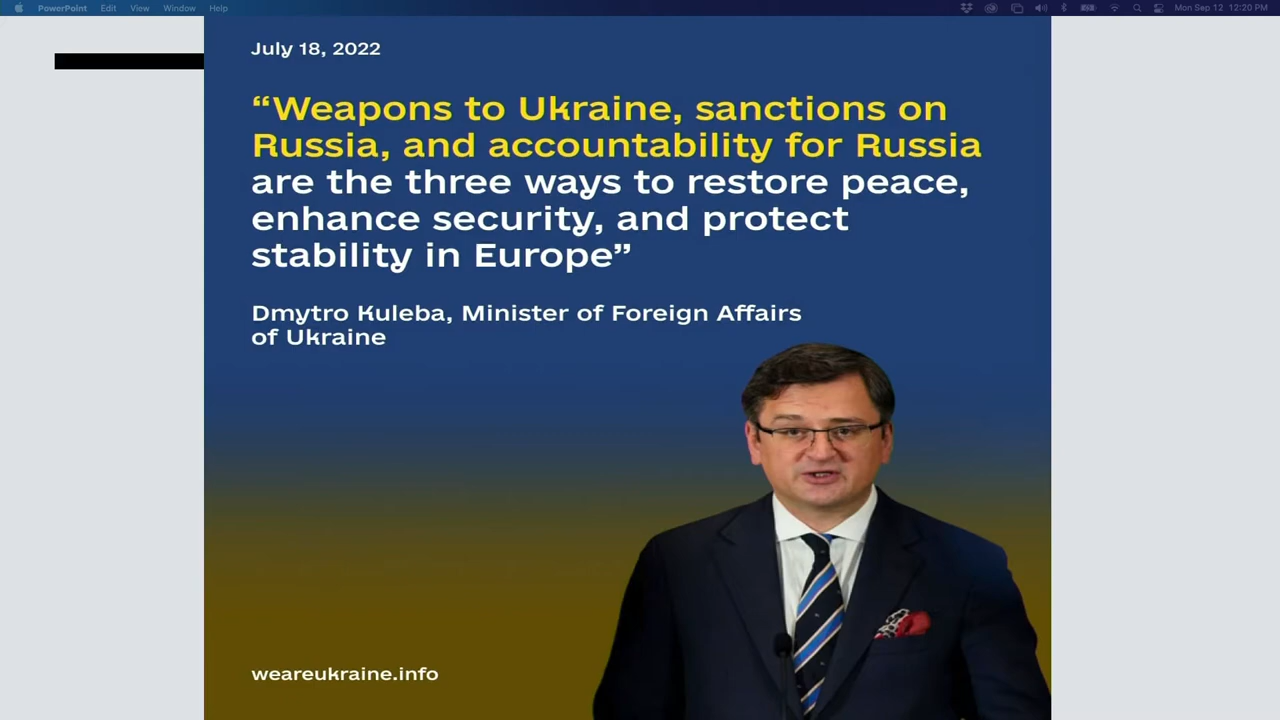 PowerPoint Edit View Window Help Mon Sep 12 12:20 PM
July 18, 2022
“Weapons to Ukraine, sanctions on
Russia, and accountability for Russia
are the three ways to restore peace,
enhance security, and protect
stability in Europe”
Dmytro Kuleba, Minister of Foreign Affairs
of Ukraine
weareukraine.info